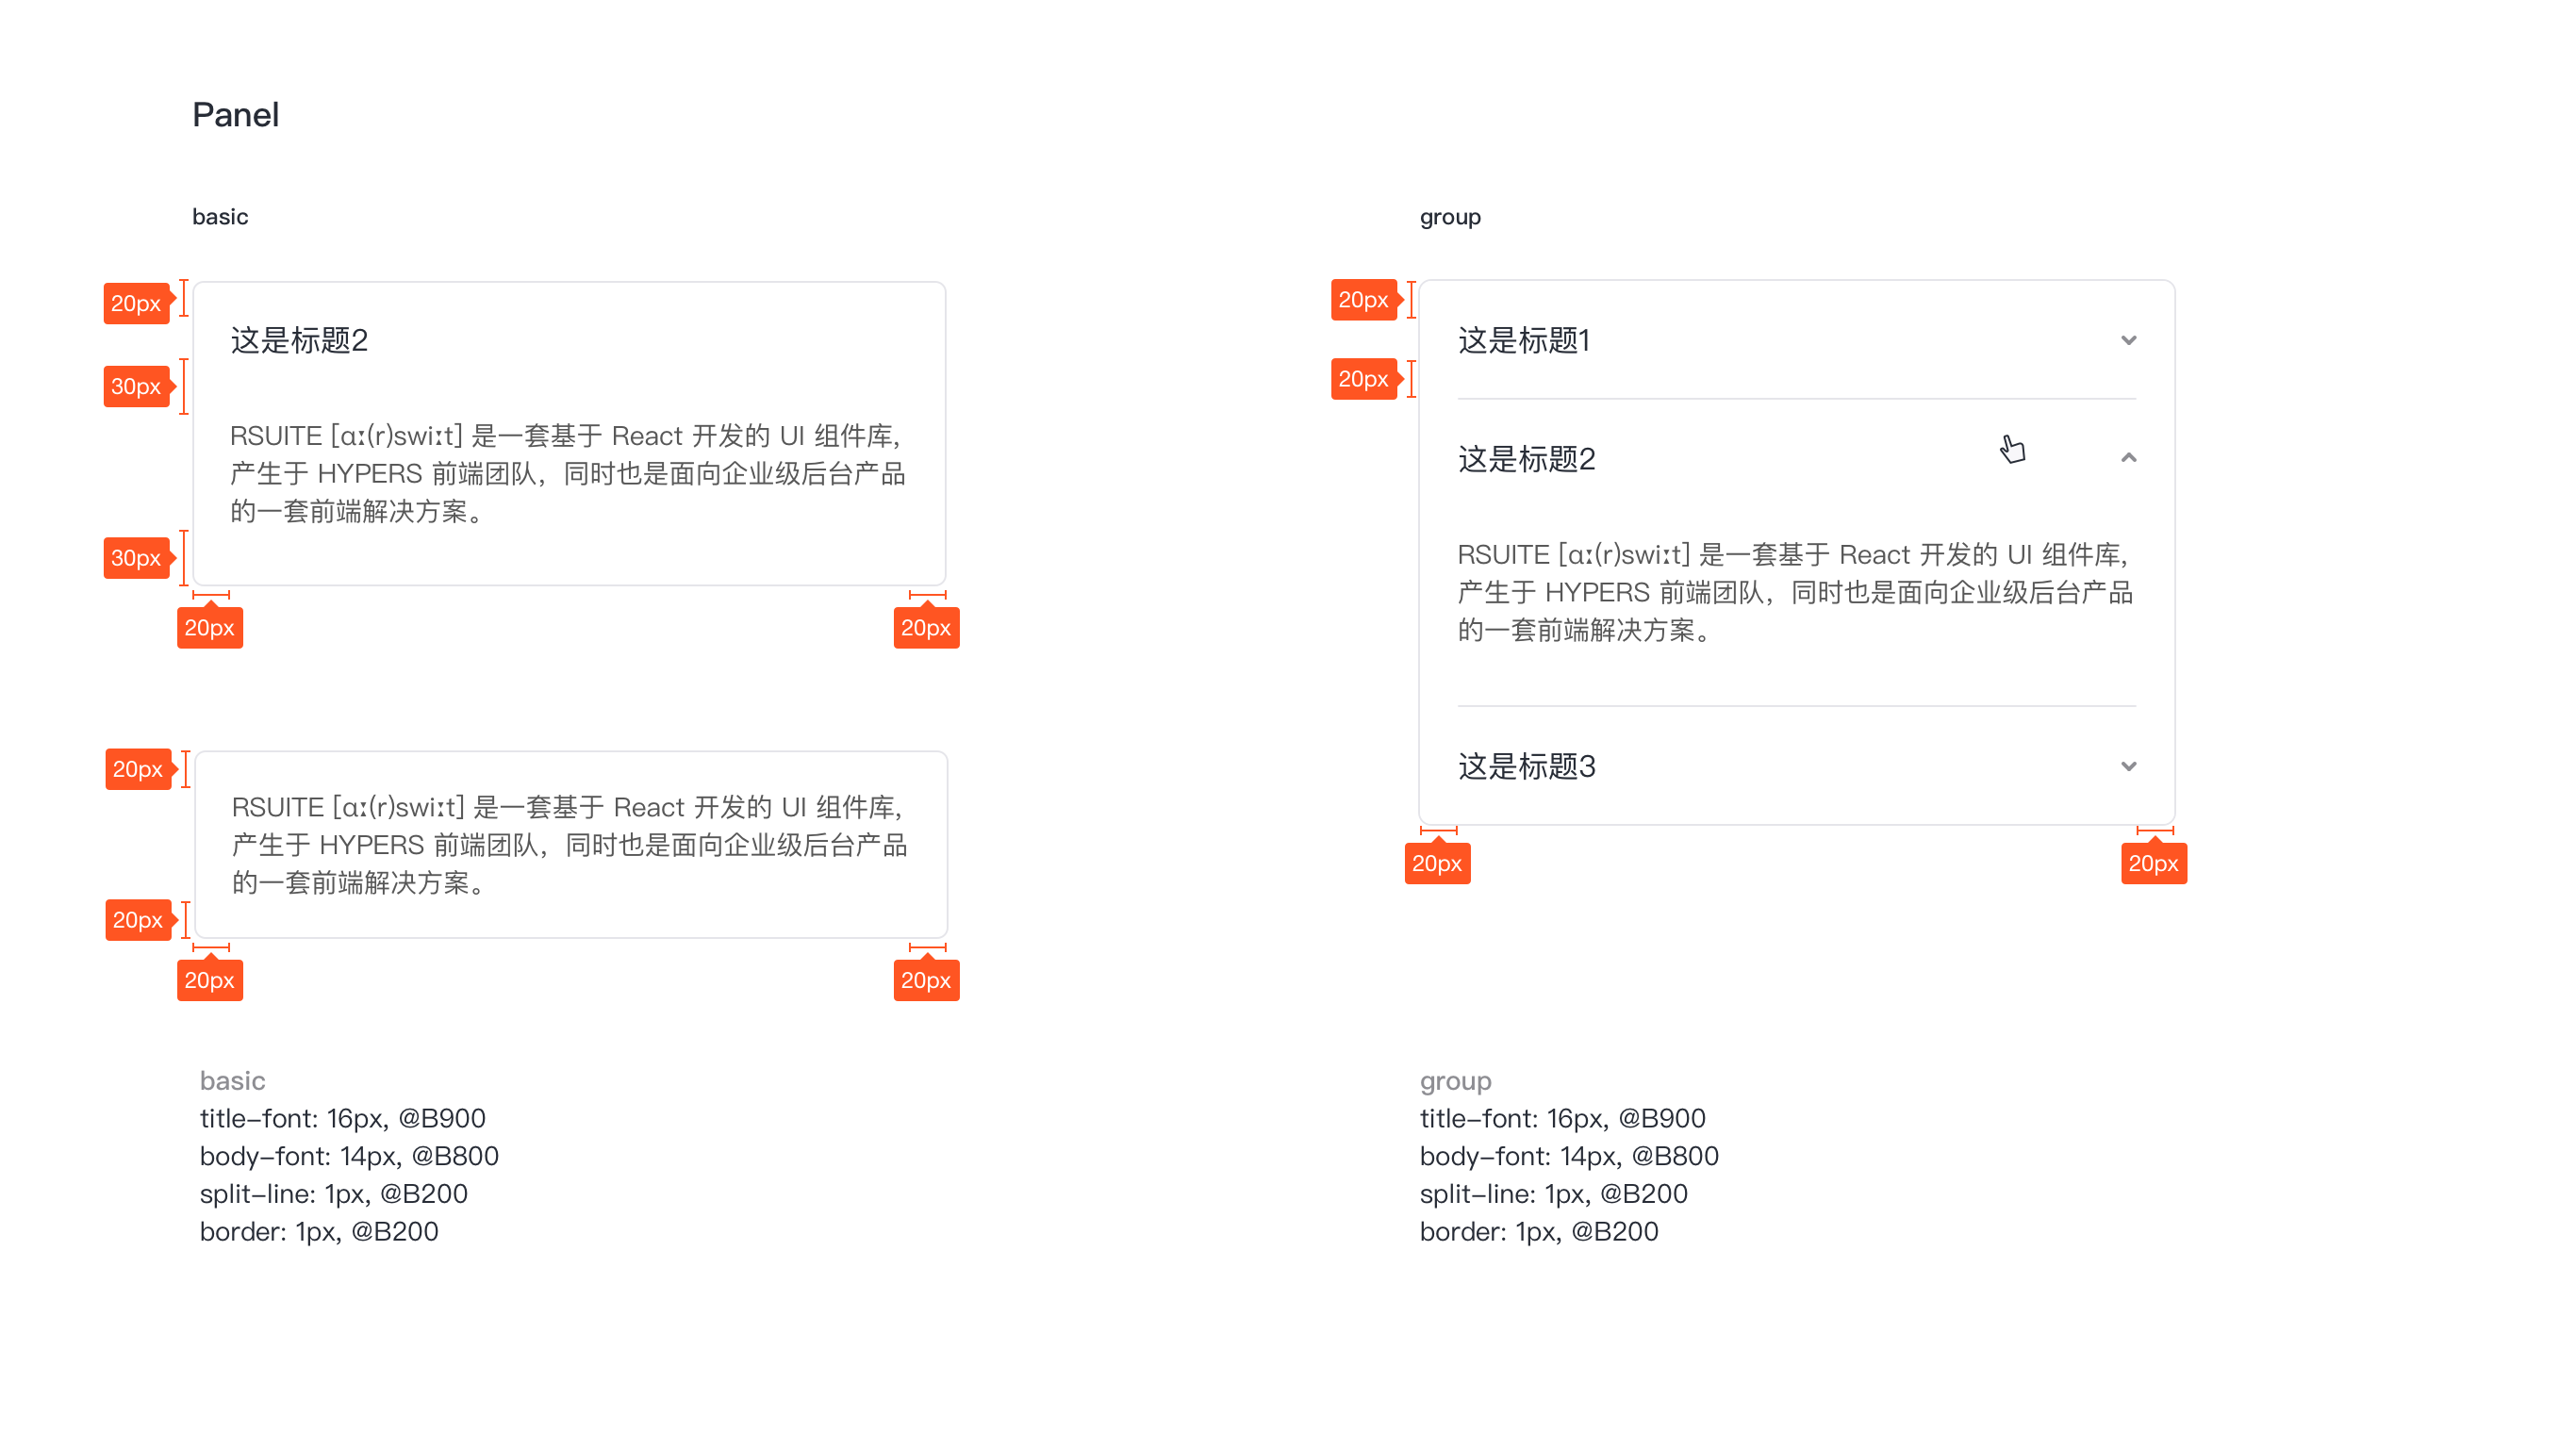 Panel
basic
20px
这是标题2
30px
RSUITE [ɑː(r)swiːt] 是一套基于 React 开发的 UI 组件库,
产生于 HYPERS 前端团队，同时也是面向企业级后台产品
的一套前端解决方案。
30px
20px
20px
20px
RSUITE [ɑː(r)swiːt] 是一套基于 React 开发的 UI 组件库,
产生于 HYPERS 前端团队，同时也是面向企业级后台产品
的一套前端解决方案。
20px
20px
20px
basic
title-font: 16px, @B900
body-font: 14px, @B800
split-line: 1px, @B200
border: 1px, @B200
group
20px
这是标题1
20px
这是标题2
RSUITE [ɑː(r)swiːt] 是一套基于 React 开发的 UI 组件库,
产生于 HYPERS 前端团队，同时也是面向企业级后台产品
的一套前端解决方案。
这是标题3
20px
20px
group
title-font: 16px, @B900
body-font: 14px, @B800
split-line: 1px, @B200
border: 1px, @B200